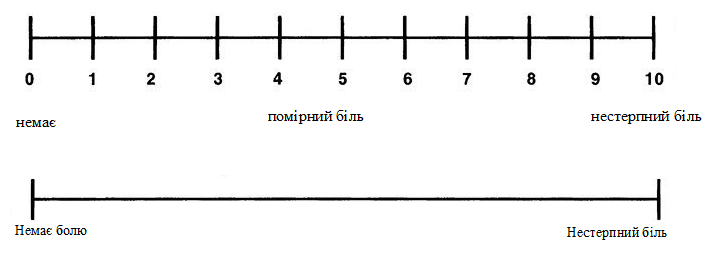 0 1 2 3 4 5 6 7 8 9 10
немає помірний біль нестерпний біль
Немає болю Нестерпний біль